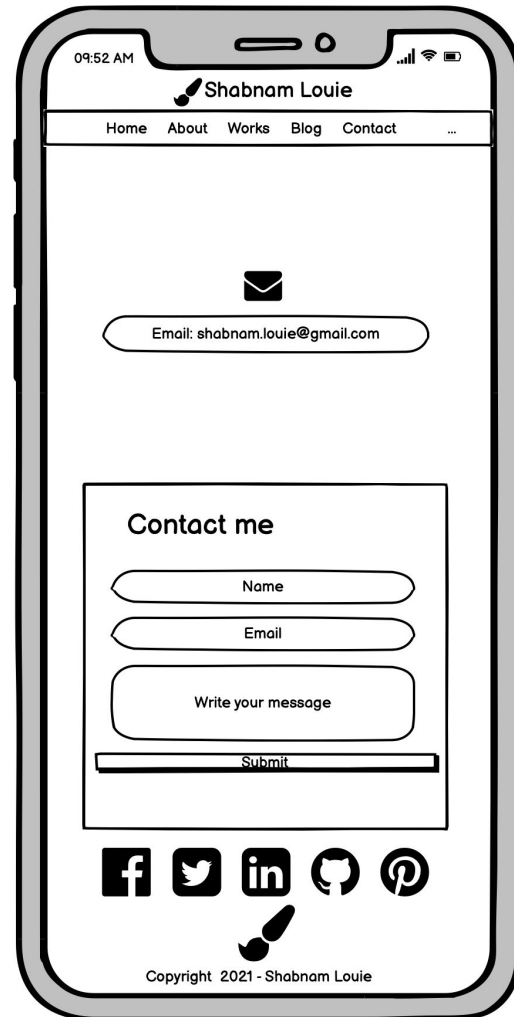 09:52 AM
Shabnam Louie
Home About Works Blog Contact ...
Email: shabnam.louie@gmail.com
Contact me
Name
Email
Write your message
Submit
Copyright 2021 - Shabnam Louie